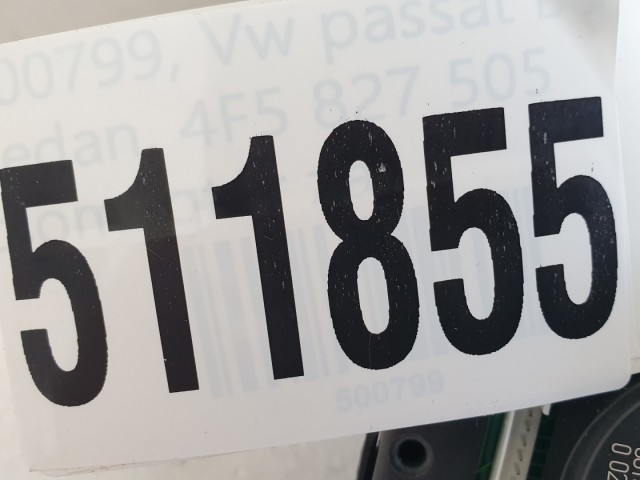 00799, Vw passat B
edan, 4F5 827 505
511855
600799